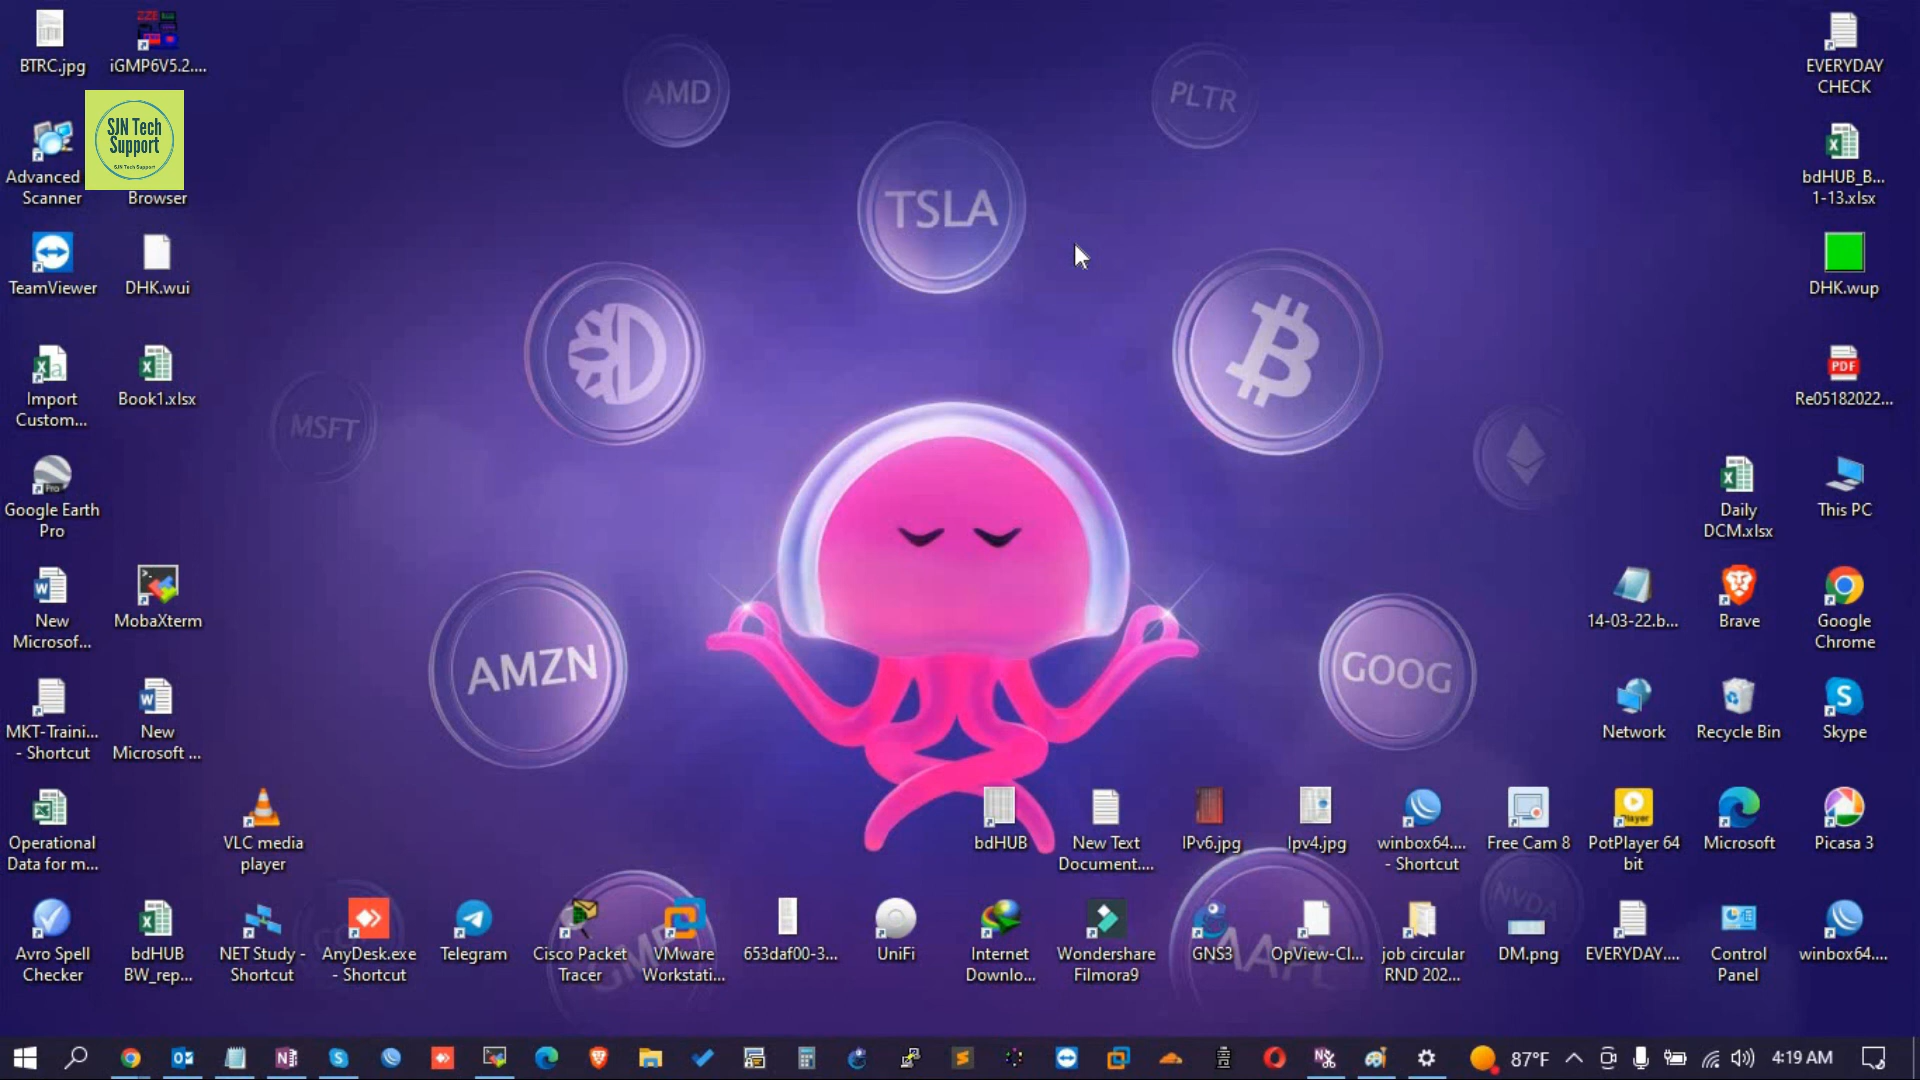 BTRC.jpg
iGMP6V5.2....
EVERYDAY
CHECK
AMD
PLTR
SJN Tech
Support
SJN Tech Support
Advanced
Scanner
Browser
TSLA
bdHUB_B...
1-13.xlsx
TeamViewer
DHK.wui
DHK.wup
Import
Custom...
Book1.xlsx
MSFT
PDF
Re05182022...
Google Earth
Pro
Daily
DCM.xlsx
This PC
New
Microsof...
MobaXterm
AMZN
GOOG
14-03-22.b...
Brave
Google
Chrome
MKT-Traini...
- Shortcut
New
Microsoft ...
Network
Recycle Bin
Skype
Operational
Data for m...
VLC media
player
bdHUB
New Text
Document....
IPv6.jpg
Ipv4.jpg
winbox64....
- Shortcut
Free Cam 8
PotPlayer 64
bit
Microsoft
Picasa 3
NVDA
AAPL
Avro Spell
Checker
bdHUB
BW_rep...
NET Study -
Shortcut
AnyDesk.exe
- Shortcut
Telegram
Cisco Packet
Tracer
VMware
Workstati...
653daf00-3...
UniFi
Internet
Downlo...
Wondershare
Filmora9
GNS3
OpView-Cl...
job circular
RND 202...
DM.png
EVERYDAY....
Control
Panel
winbox64....
87°F
4:19 AM